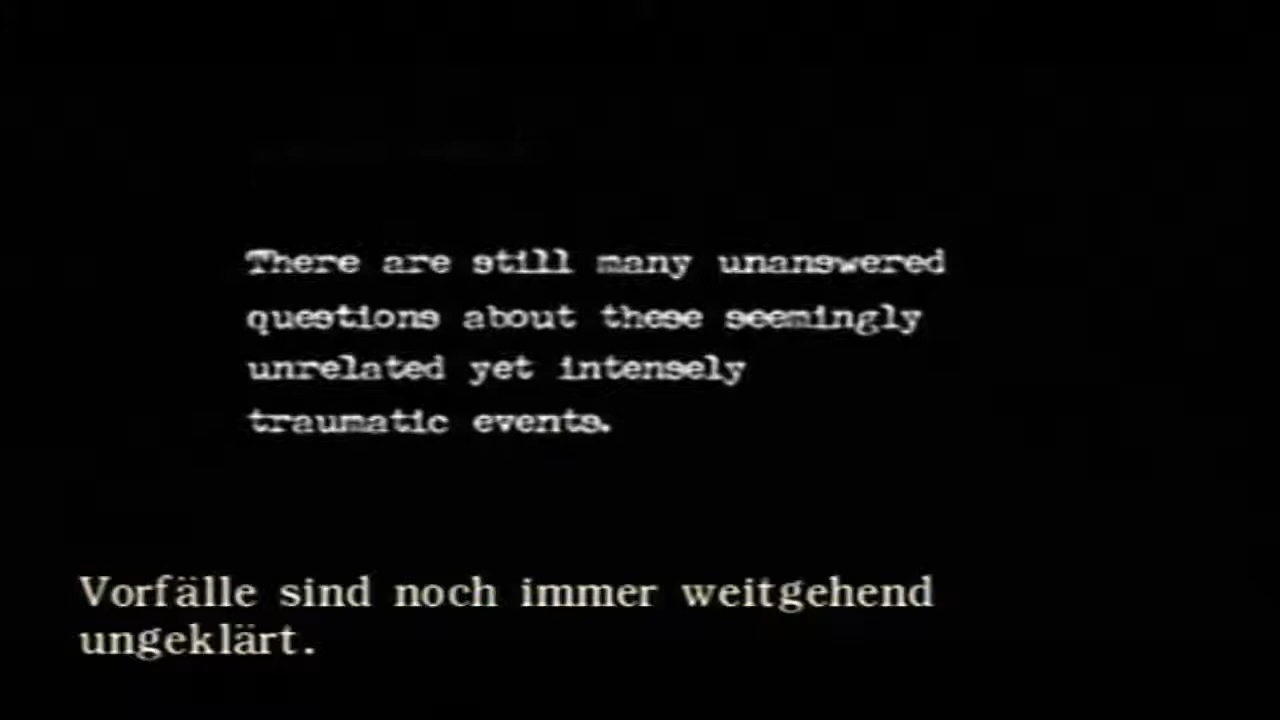 There are still many unanswered
questions about these seemingly
unrelated yet intensely
traumatic events.
Vorfälle sind noch immer weitgehend
ungeklärt.